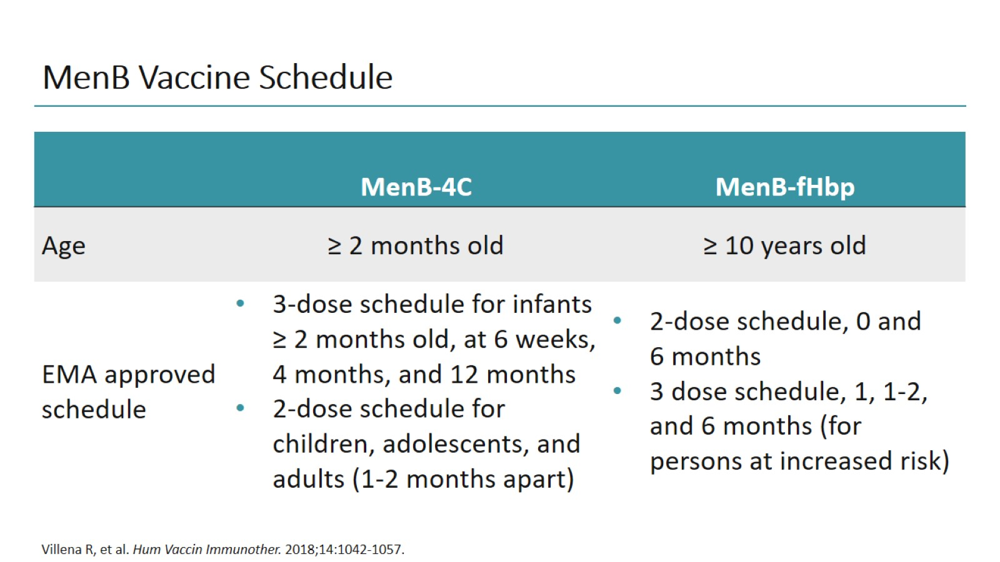 MenB Vaccine Schedule
MenB-4C
MenB-fHbp
Age
≥ 2 months old
≥ 10 years old
EMA approved
schedule
• 3-dose schedule for infants
≥ 2 months old, at 6 weeks,
4 months, and 12 months
• 2-dose schedule for
children, adolescents, and
adults (1-2 months apart)
• 2-dose schedule, 0 and
6 months
• 3 dose schedule, 1, 1-2,
and 6 months (for
persons at increased risk)
Villena R, et al. Hum Vaccin Immunother. 2018;14:1042-1057.